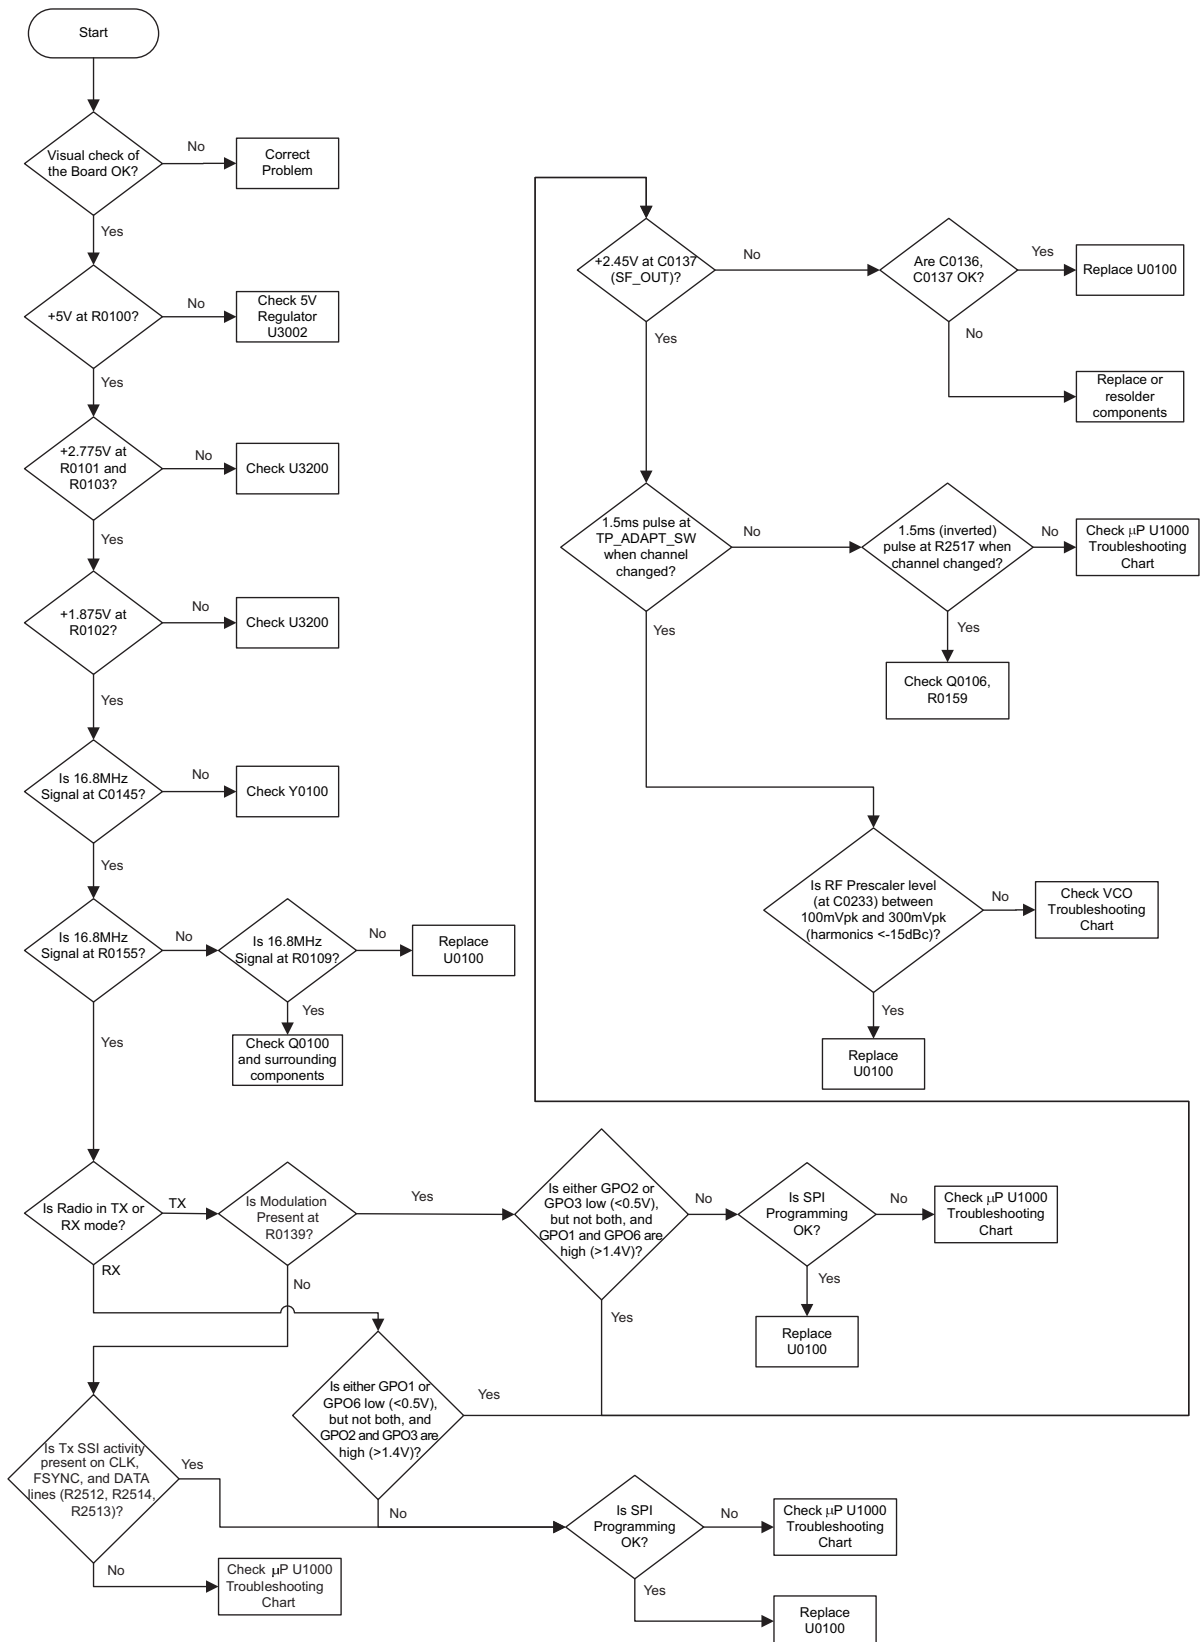 Start
Visual check of
the Board OK?
No
Correct
Problem
Yes
+5V at R0100?
No
Check 5V
Regulator
U3002
Yes
+2.775V at
R0101 and
R0103?
No
Check U3200
Yes
+1.875V at
R0102?
No
Check U3200
Yes
Is 16.8MHz
Signal at C0145?
No
Check Y0100
Yes
Is 16.8MHz
Signal at R0155?
No
Is 16.8MHz
Signal at R0109?
No
Replace
U0100
Yes
Check Q0100
and surrounding
components
Yes
Is Radio in TX or
RX mode?
TX
Is Modulation
Present at
R0139?
Yes
Is either GPO2 or
GPO3 low (<0.5V),
but not both, and
GPO1 and GPO6 are
high (>1.4V)?
No
Is SPI
Programming
OK?
No
Check µP U1000
Troubleshooting
Chart
Yes
Replace
U0100
Yes
RX
No
Is either GPO1 or
GPO6 low (<0.5V),
but not both, and
GPO2 and GPO3 are
high (>1.4V)?
Yes
No
Is Tx SSI activity
present on CLK,
FSYNC, and DATA
lines (R2512, R2514,
R2513)?
Yes
No
Check µP U1000
Troubleshooting
Chart
Is SPI
Programming
OK?
No
Check µP U1000
Troubleshooting
Chart
Yes
Replace
U0100
+2.45V at C0137
(SF_OUT)?
No
Are C0136,
C0137 OK?
Yes
Replace U0100
No
Replace or
resolder
components
Yes
1.5ms pulse at
TP_ADAPT_SW
when channel
changed?
No
1.5ms (inverted)
pulse at R2517 when
channel changed?
No
Check µP U1000
Troubleshooting
Chart
Yes
Check Q0106,
R0159
Yes
Is RF Prescaler level
(at C0233) between
100mVpk and 300mVpk
(harmonics <-15dBc)?
No
Check VCO
Troubleshooting
Chart
Yes
Replace
U0100